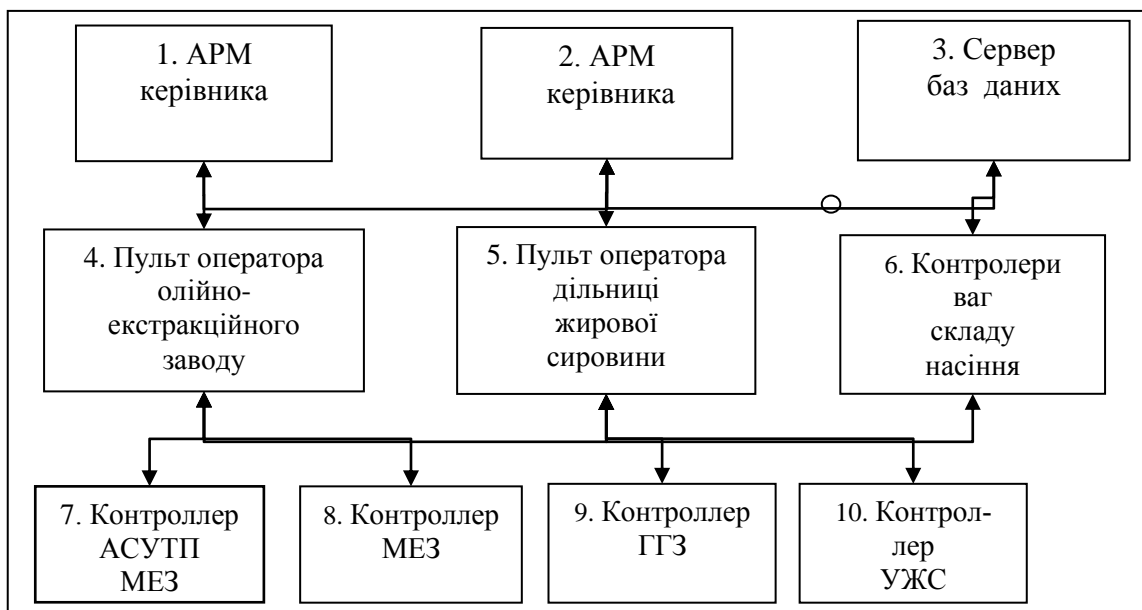 1. АРМ
керівника
2. АРМ
керівника
3. Сервер
баз даних
4. Пульт оператора
олійно-
екстракційного
заводу
5. Пульт оператора
дільниці
жирової
сировини
6. Контролери
ваг
складу
насіння
7. Контроллер
АСУТП
МЕЗ
8. Контроллер
МЕЗ
9. Контроллер
ГГЗ
10. Контрол-
лер
УЖС